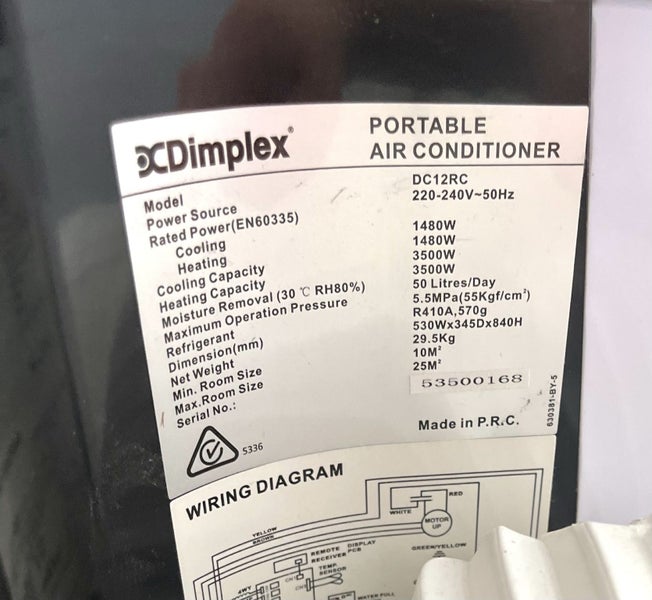 Dimplex®
PORTABLE
AIR CONDITIONER
Model DC12RC
Power Source 220-240V~50Hz
Rated Power(EN60335)
Cooling 1480W
Heating 1480W
Cooling Capacity 3500W
Heating Capacity 3500W
Moisture Removal (30 ℃ RH80%) 50 Litres/Day
Maximum Operation Pressure 5.5MPa(55Kgf/cm²)
Refrigerant R410A,570g
Dimension(mm) 530Wx345Dx840H
Net Weight 29.5Kg
Min. Room Size 10M²
Max.Room Size 25M²
Serial No.: 53500168
Made in P.R.C.
630381-BY-5
5336
WIRING DIAGRAM
RED
WHITE
MOTOR
UP
YELLOW
BROWN
GREEN/YELLOW
REMOTE
RECEIVER
DISPLAY
PCB
TEMP.
SENSOR
4WY
WATER FULL